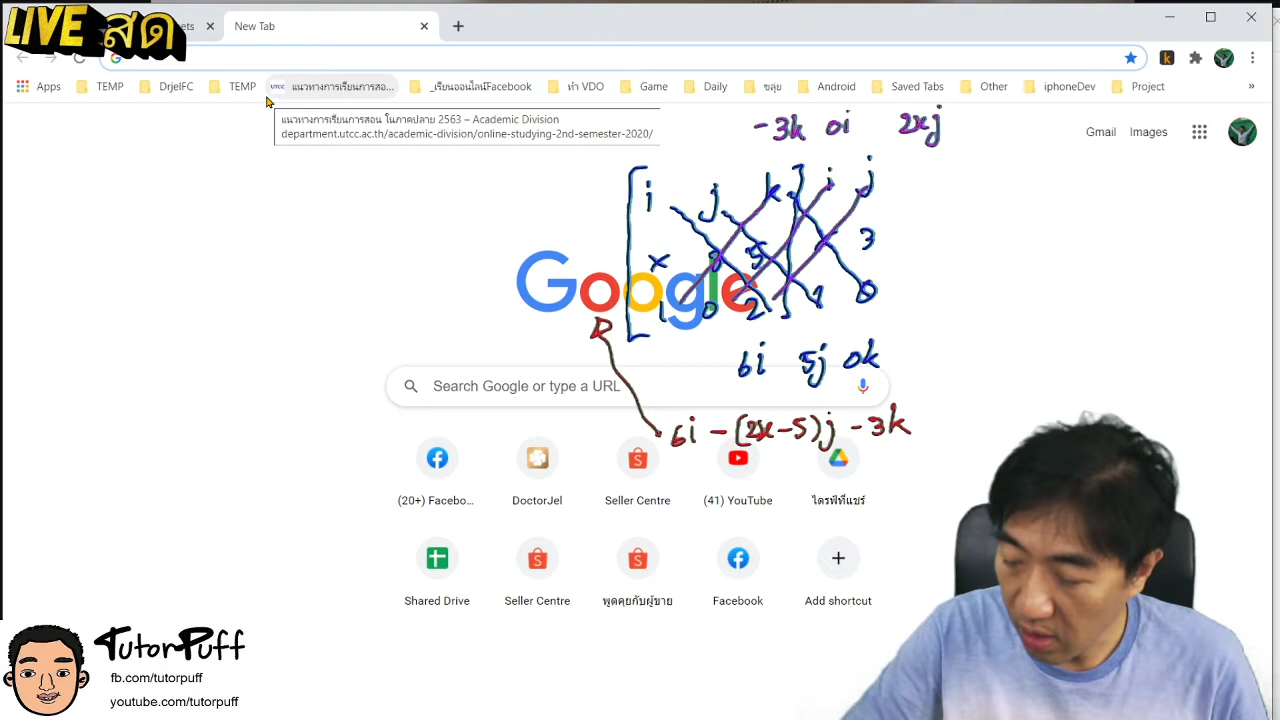 LIVE สด
ets
New Tab
Apps TEMP DrjelFC TEMP UTCC แนวทางการเรียนการสอ... _เรียนออนไลน์Facebook ทำ VDO Game Daily ขลุ่ย Android Saved Tabs Other iphoneDev Project »
แนวทางการเรียนการสอน ในภาคปลาย 2563 – Academic Division
department.utcc.ac.th/academic-division/online-studying-2nd-semester-2020/
-3k 0i 2xj
Gmail Images
i j k i j
x 3 5 3
1 0 2 1 0
Google
6i 5j 0k
Search Google or type a URL
6i - (2x-5)j - 3k
(20+) Facebo... DoctorJel Seller Centre (41) YouTube ไดรฟ์ที่แชร์
Shared Drive Seller Centre พูดคุยกับผู้ขาย Facebook Add shortcut
TutorPuff
fb.com/tutorpuff
youtube.com/tutorpuff